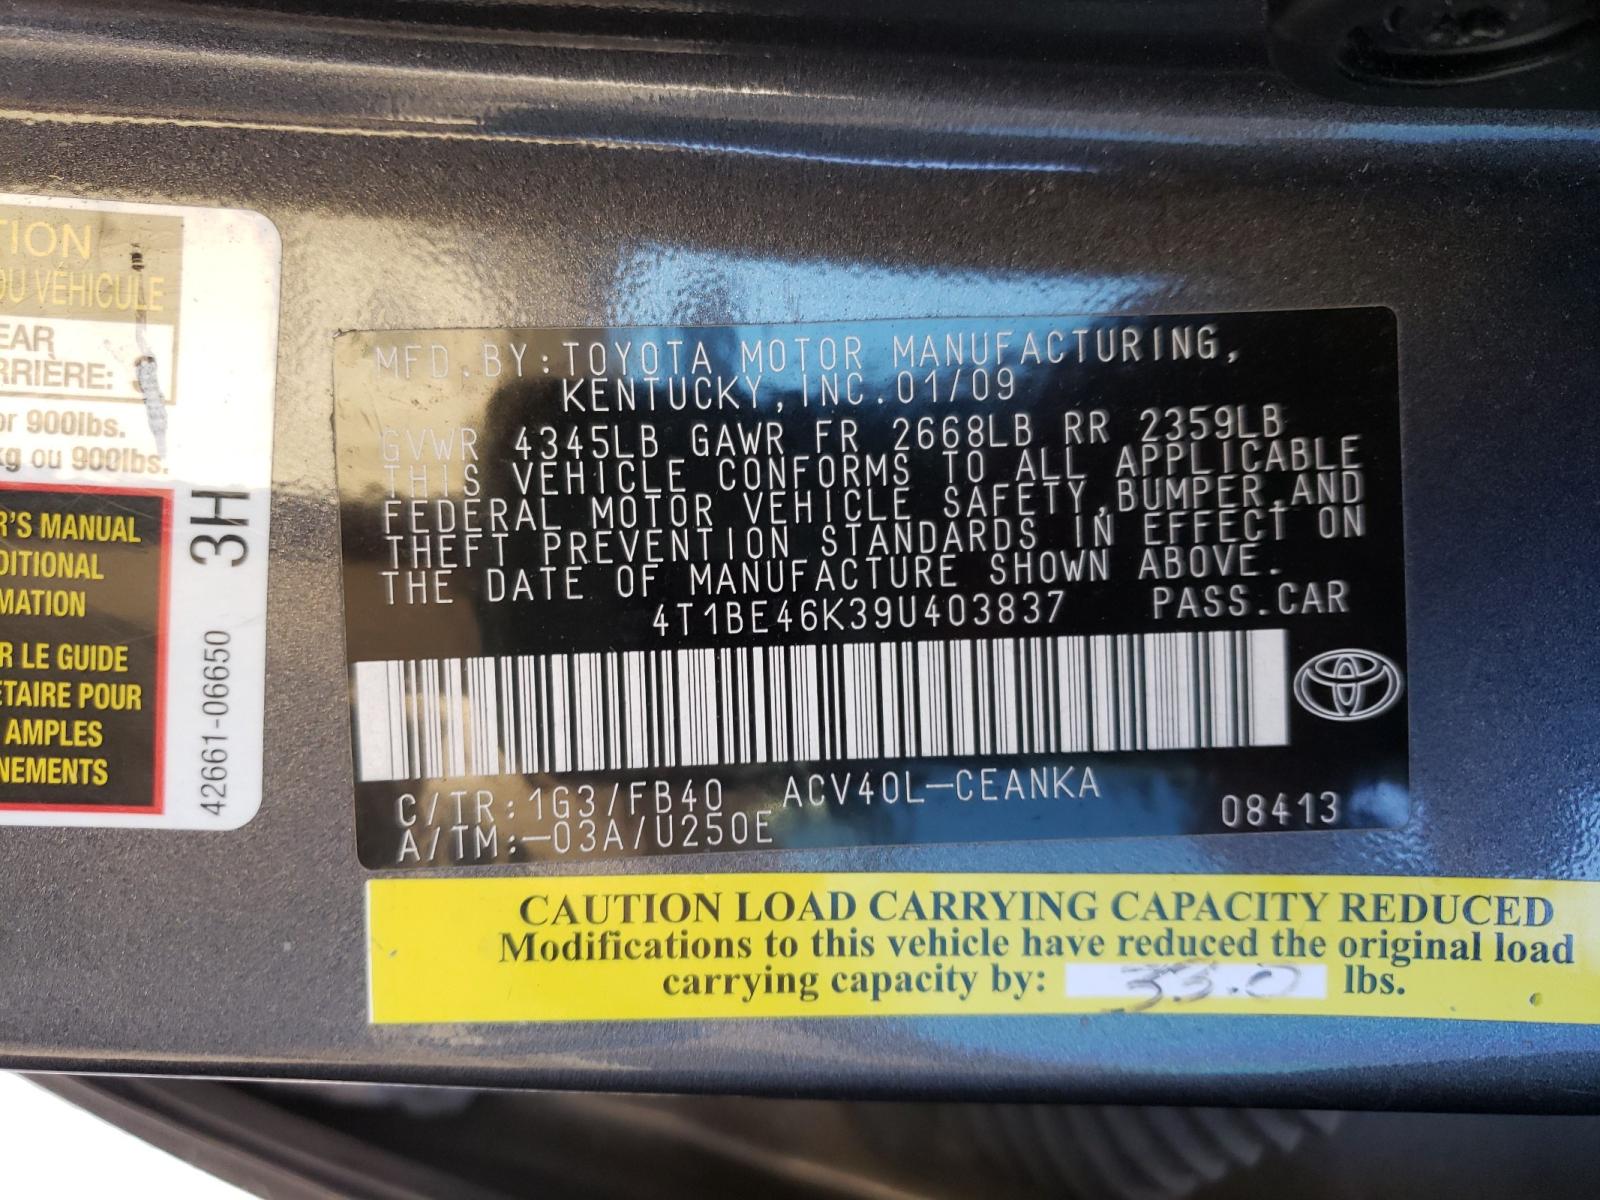 TION
DU VÉHICULE
EAR
RRIÈRE:
or 900lbs.
kg ou 900lbs.
R'S MANUAL
DITIONAL
MATION
R LE GUIDE
ÉTAIRE POUR
AMPLES
NEMENTS
3H
42661-06650
MFD.BY:TOYOTA MOTOR MANUFACTURING,
KENTUCKY,INC.01/09
GVWR 4345LB GAWR FR 2668LB RR 2359LB
THIS VEHICLE CONFORMS TO ALL APPLICABLE
FEDERAL MOTOR VEHICLE SAFETY,BUMPER,AND
THEFT PREVENTION STANDARDS IN EFFECT ON
THE DATE OF MANUFACTURE SHOWN ABOVE.
4T1BE46K39U403837 PASS.CAR
C/TR:1G3/FB40 ACV40L-CEANKA
A/TM:-03A/U250E 08413
CAUTION LOAD CARRYING CAPACITY REDUCED
Modifications to this vehicle have reduced the original load
carrying capacity by: 33.0 lbs.